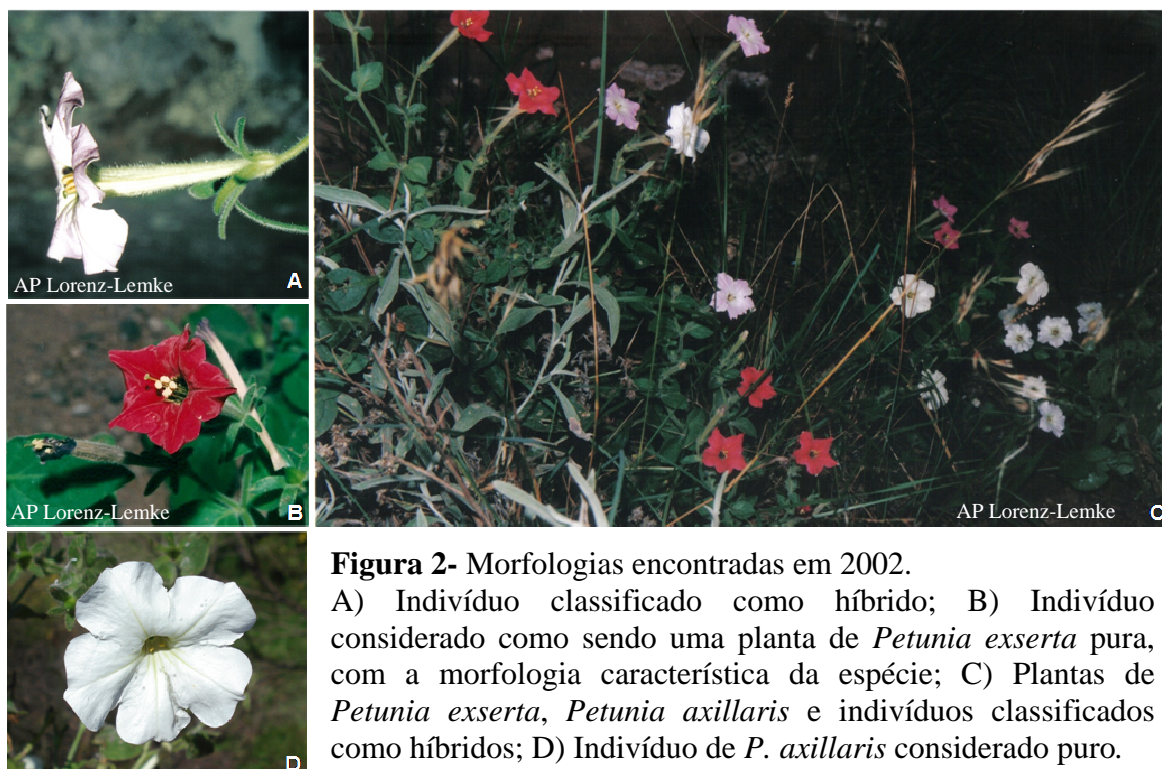 AP Lorenz-Lemke
A
AP Lorenz-Lemke
B
AP Lorenz-Lemke
C
D
Figura 2- Morfologias encontradas em 2002.
A) Indivíduo classificado como híbrido; B) Indivíduo
considerado como sendo uma planta de Petunia exserta pura,
com a morfologia característica da espécie; C) Plantas de
Petunia exserta, Petunia axillaris e indivíduos classificados
como híbridos; D) Indivíduo de P. axillaris considerado puro.